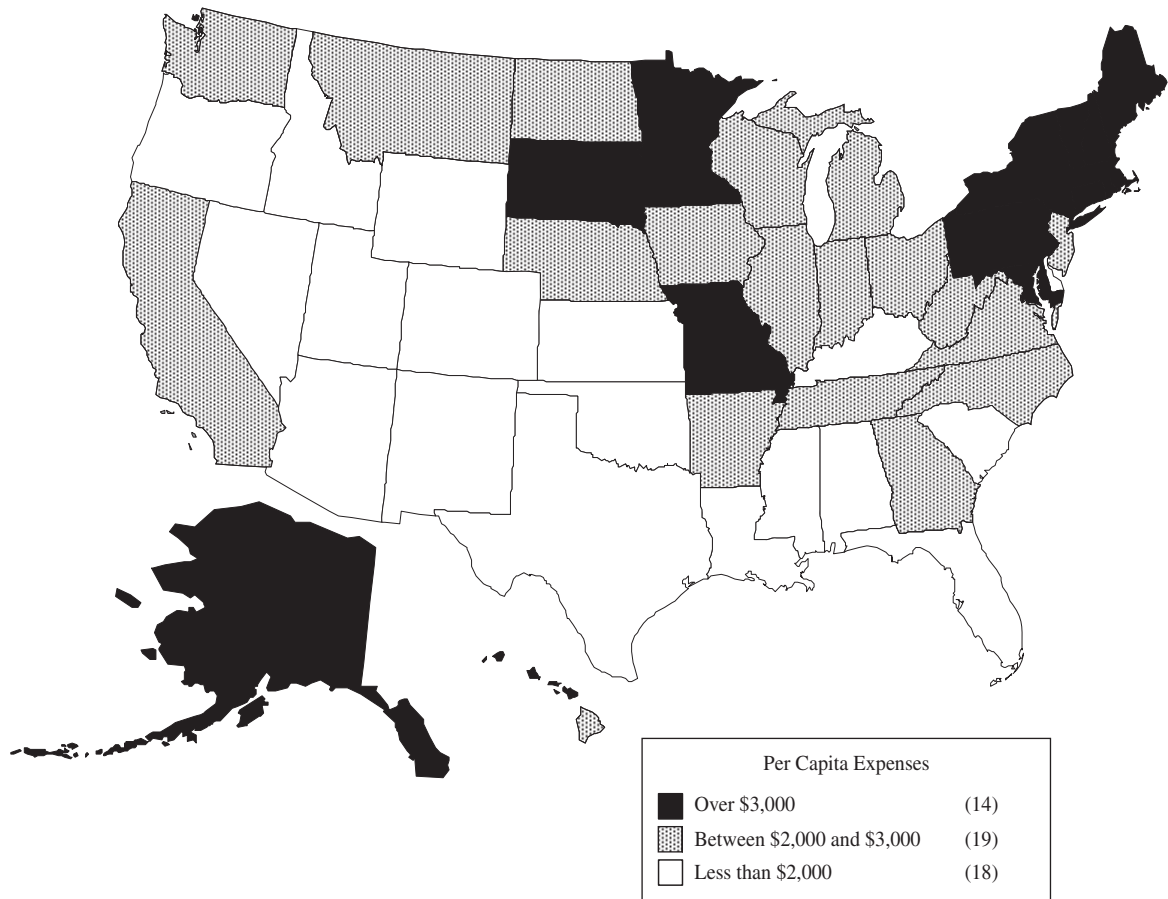 Per Capita Expenses
Over $3,000 (14)
Between $2,000 and $3,000 (19)
Less than $2,000 (18)